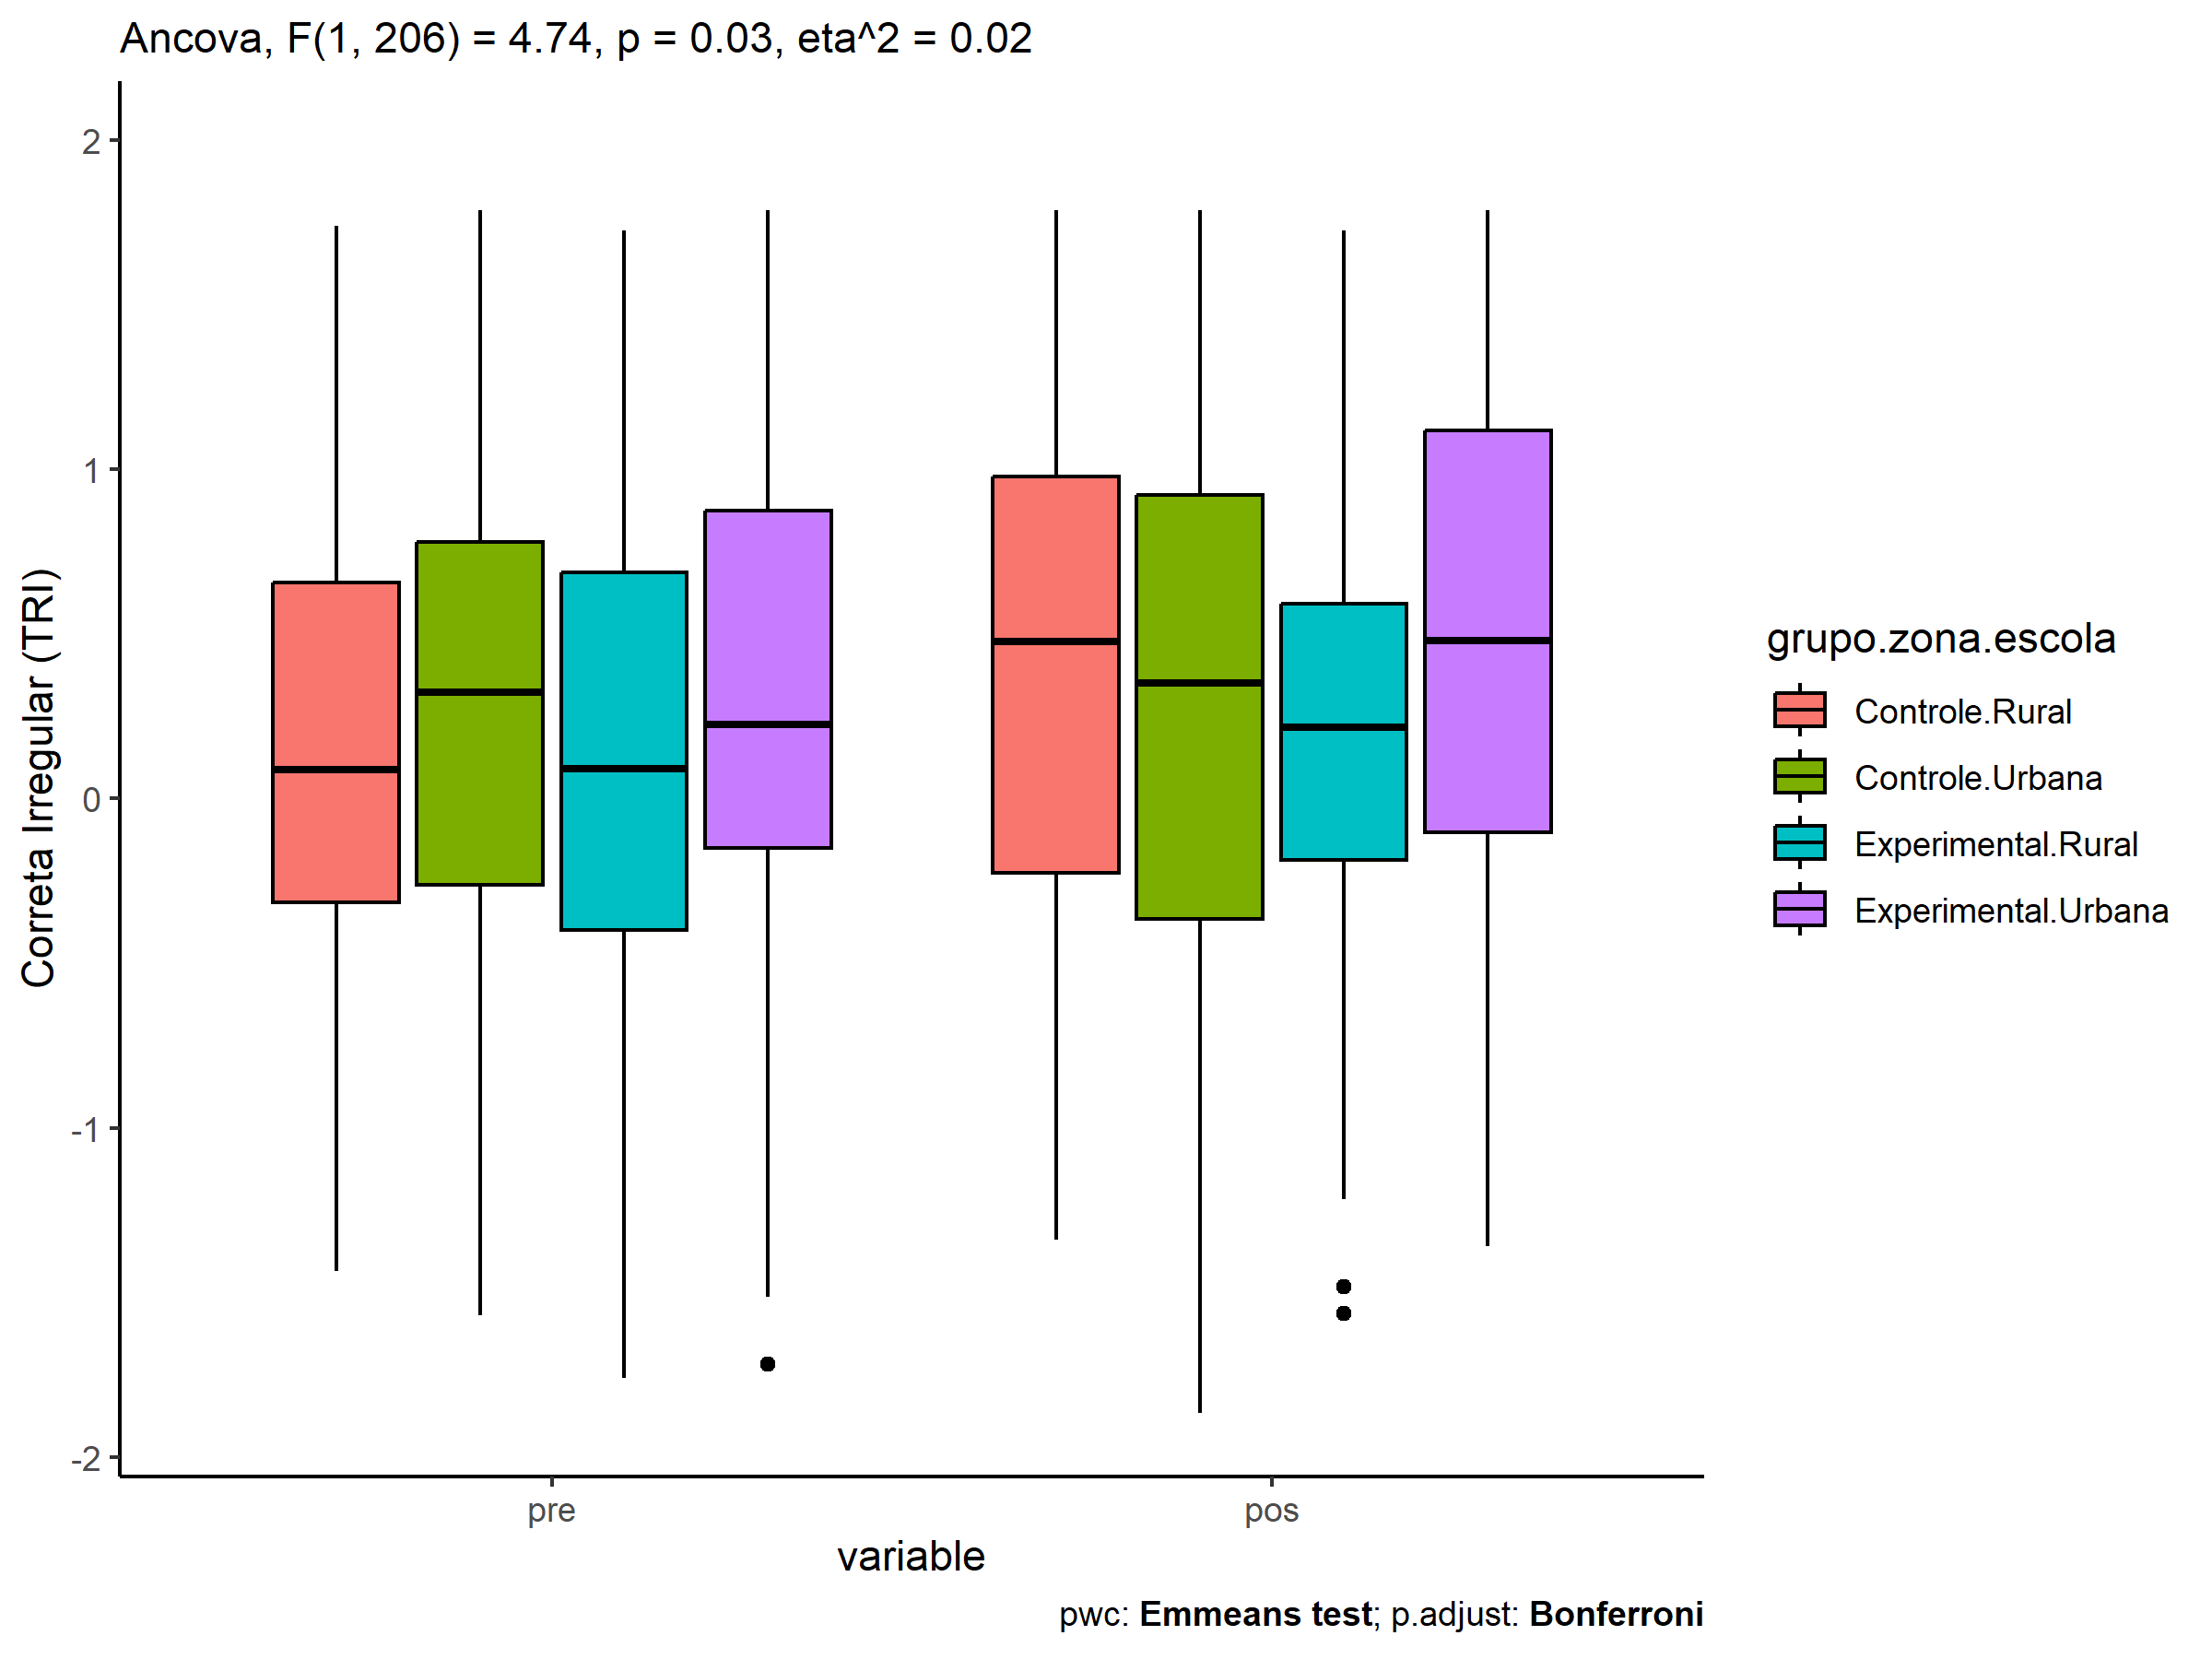 Ancova, F(1, 206) = 4.74, p = 0.03, eta^2 = 0.02
2
1
0
-1
-2
Correta Irregular (TRI)
pre
pos
variable
pwc: Emmeans test; p.adjust: Bonferroni
grupo.zona.escola
Controle.Rural
Controle.Urbana
Experimental.Rural
Experimental.Urbana